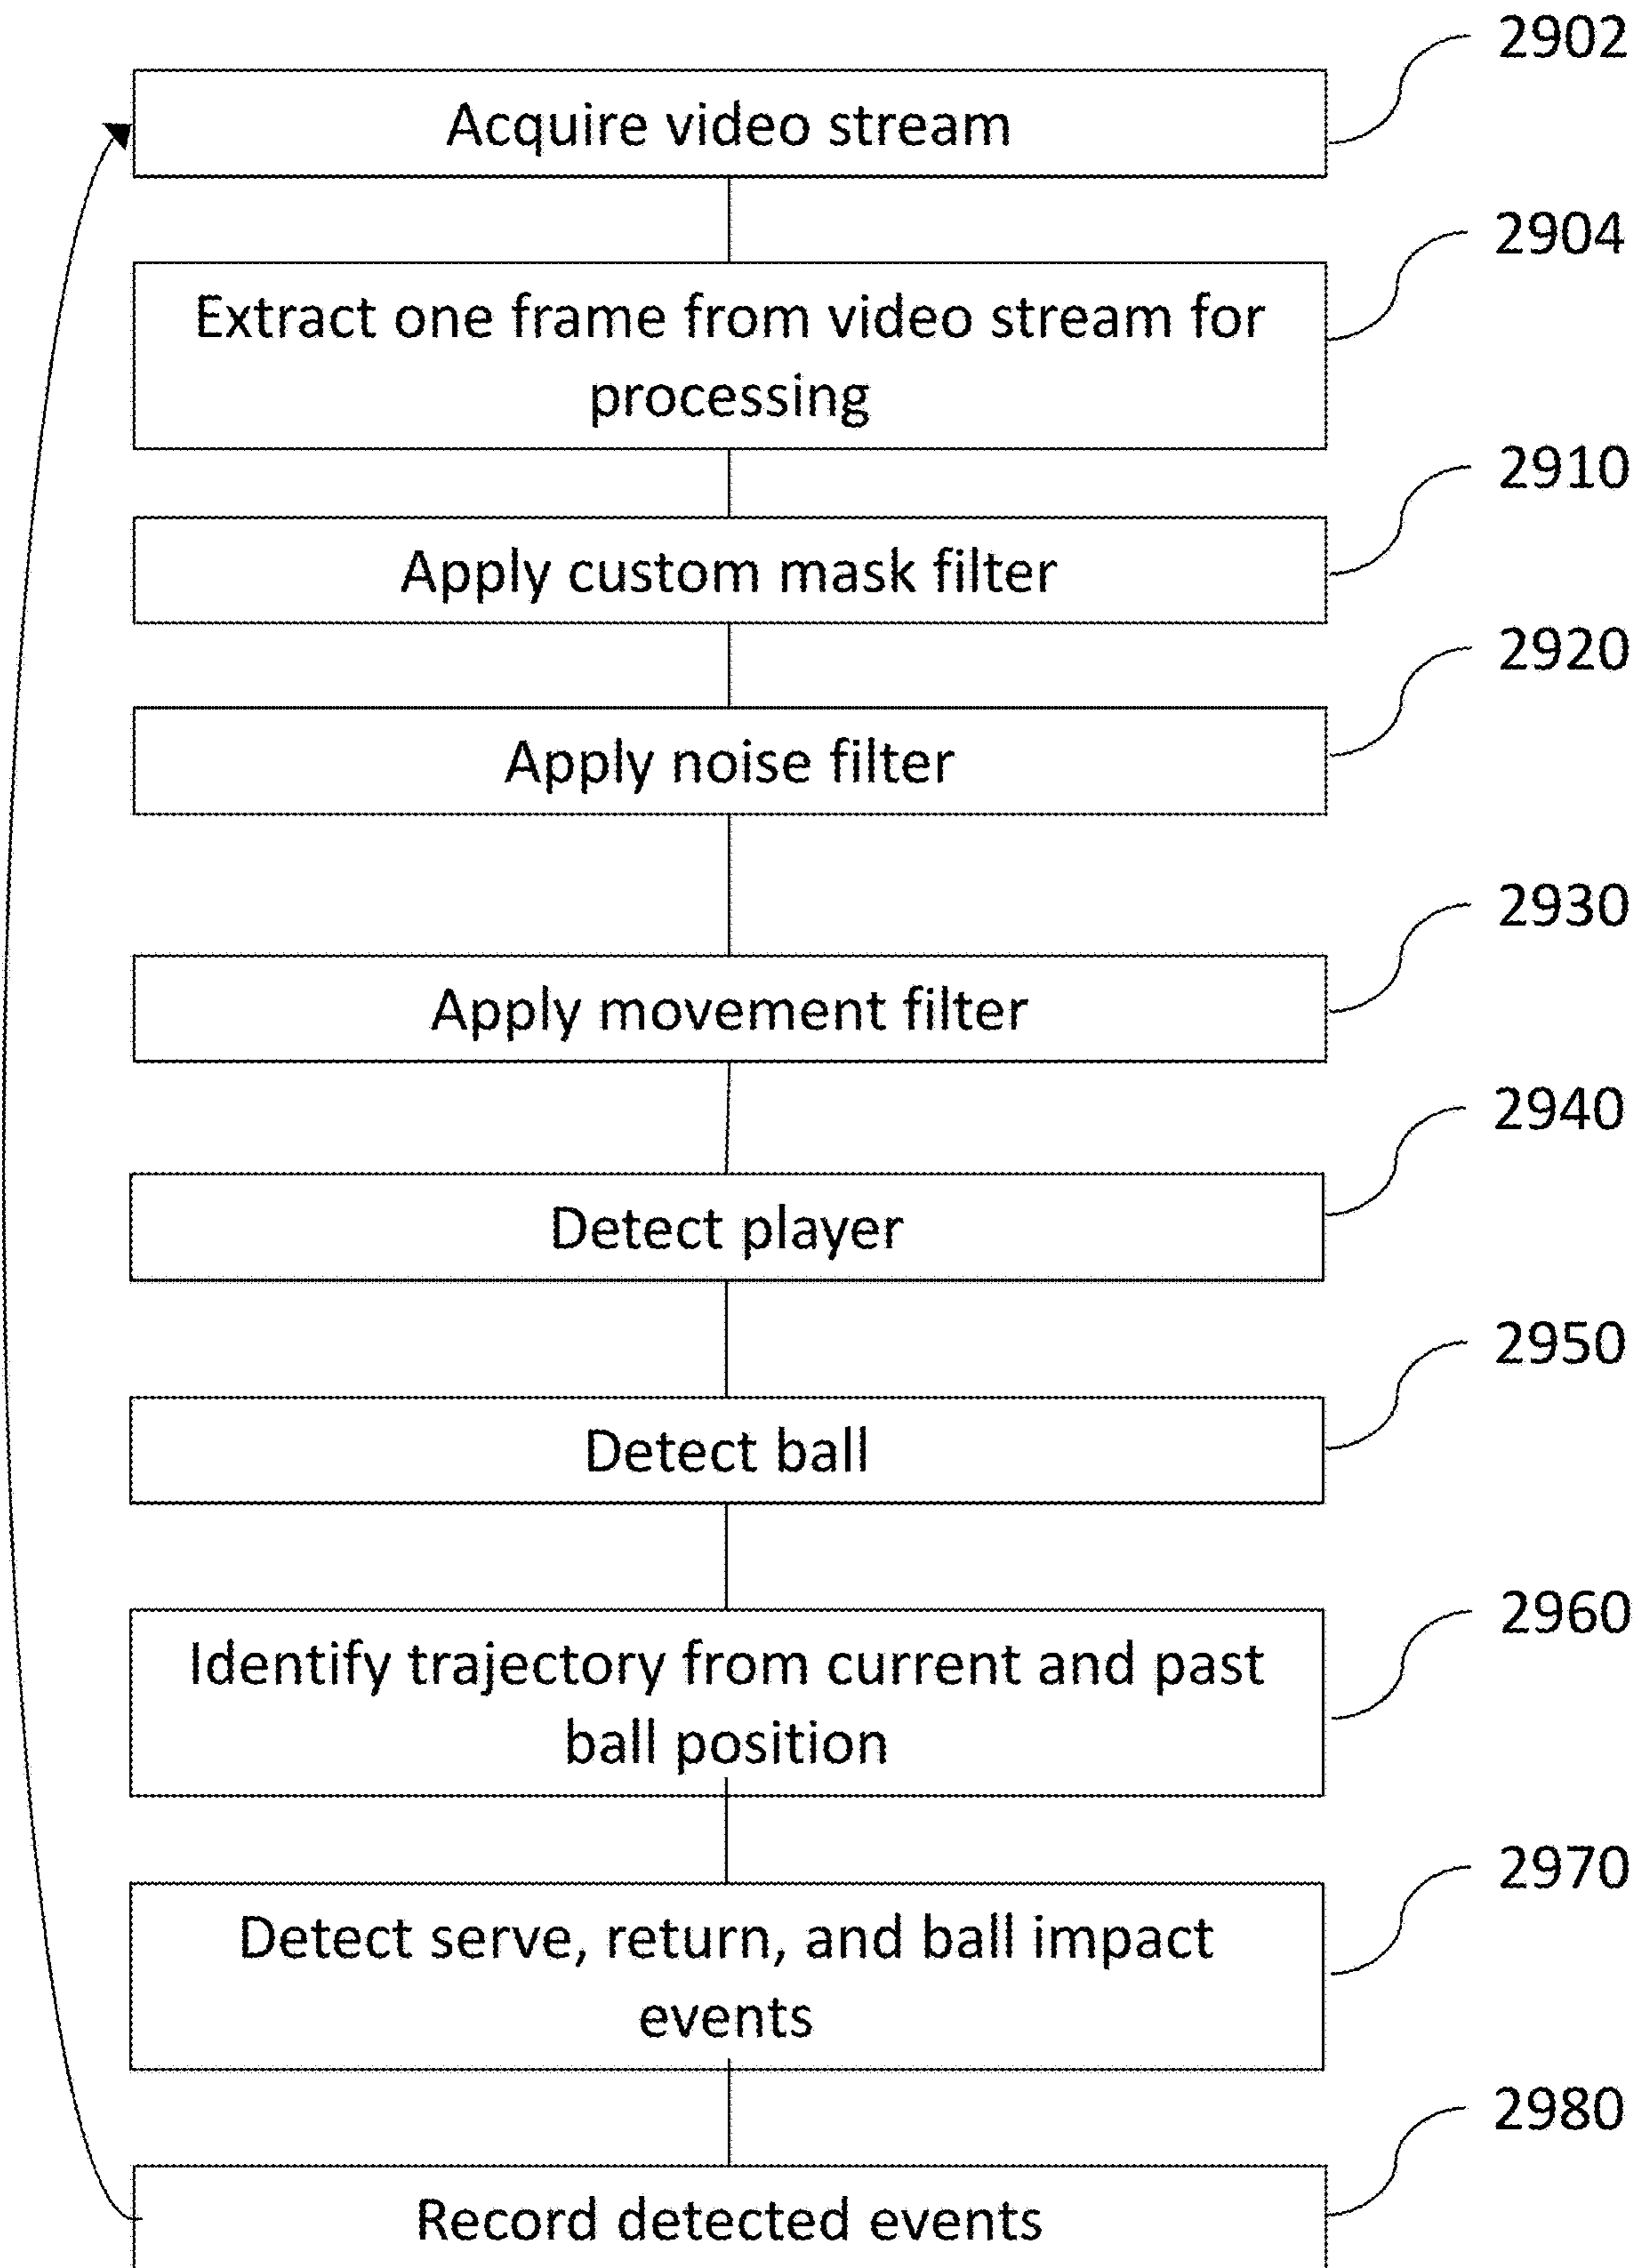 2902
Acquire video stream
2904
Extract one frame from video stream for
processing
2910
Apply custom mask filter
2920
Apply noise filter
2930
Apply movement filter
2940
Detect player
2950
Detect ball
2960
Identify trajectory from current and past
ball position
2970
Detect serve, return, and ball impact
events
2980
Record detected events